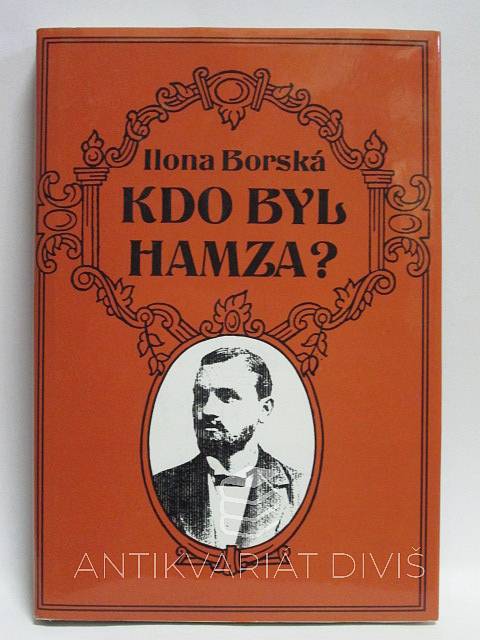 Ilona Borská
KDO BYL
HAMZA?
ANTIKVARIÁT DIVIŠ